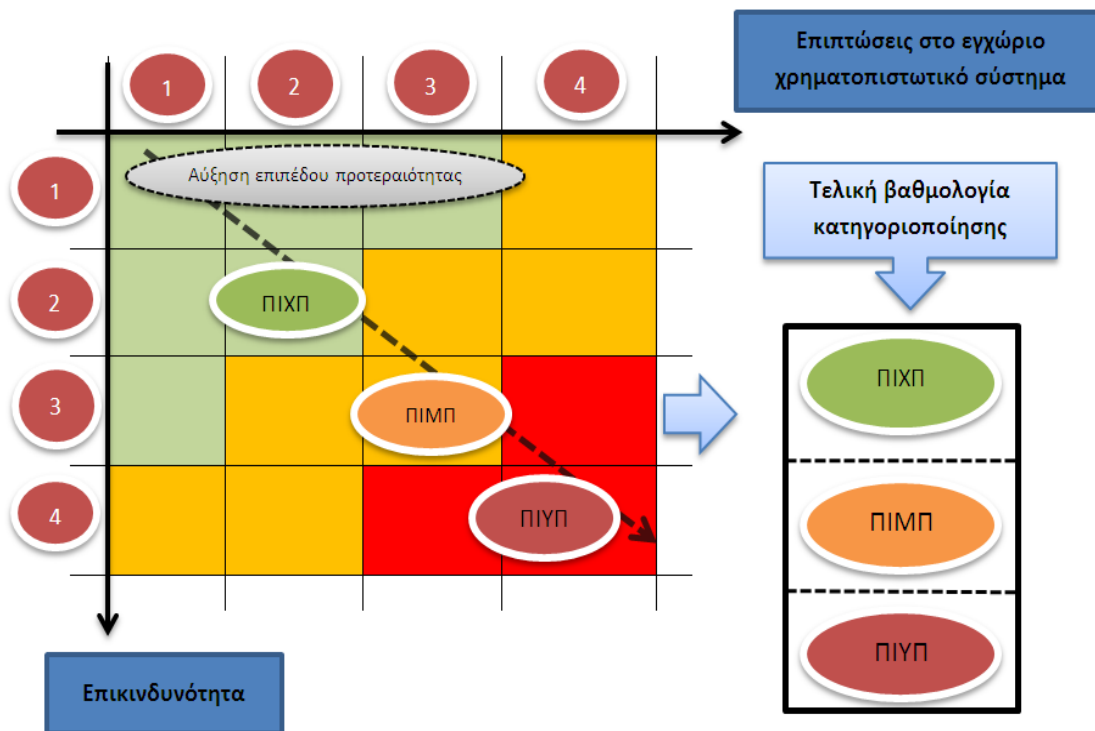 Επιπτώσεις στο εγχώριο
χρηματοπιστωτικό σύστημα
1
2
3
4
Αύξηση επιπέδου προτεραιότητας
1
2
3
4
ΠΙΧΠ
ΠΙΜΠ
ΠΙΥΠ
Επικινδυνότητα
Τελική βαθμολογία
κατηγοριοποίησης
ΠΙΧΠ
ΠΙΜΠ
ΠΙΥΠ